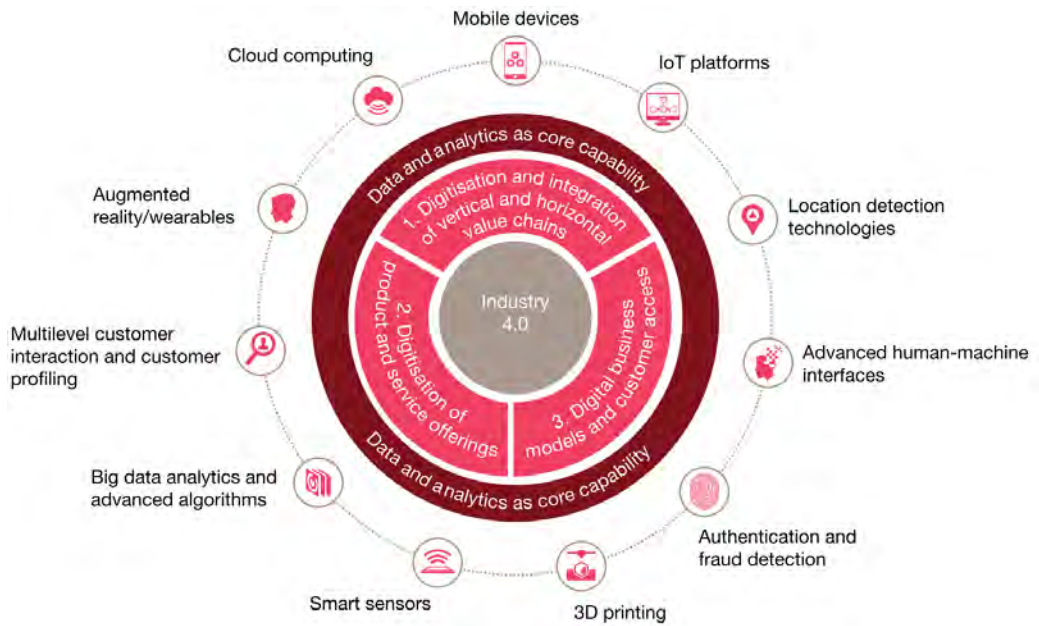 Mobile devices
Cloud computing
IoT platforms
Augmented
reality/wearables
Location detection
technologies
Multilevel customer
interaction and customer
profiling
Advanced human-machine
interfaces
Big data analytics and
advanced algorithms
Authentication and
fraud detection
Smart sensors
3D printing
Data and analytics as core capability
1. Digitisation and integration
of vertical and horizontal
value chains
2. Digitisation of
product and service offerings
3. Digital business
models and customer access
Industry
4.0
Data and analytics as core capability